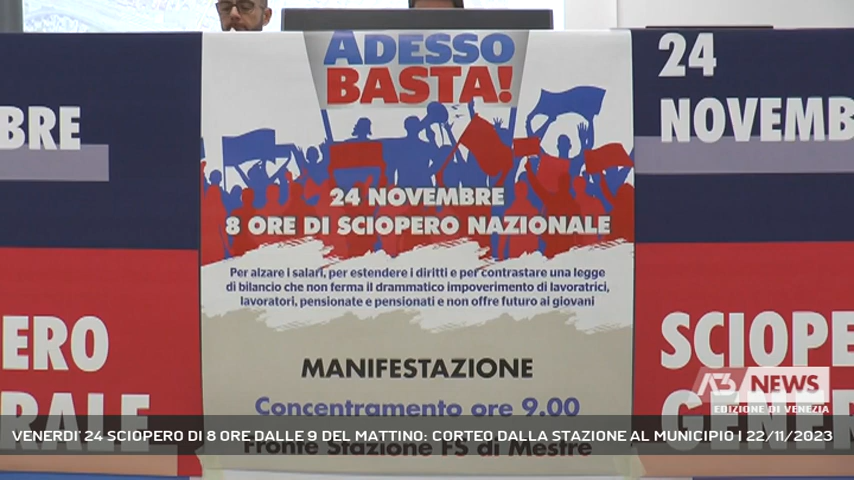 ADESSO
BASTA!
24
NOVEMB
BRE
24 NOVEMBRE
8 ORE DI SCIOPERO NAZIONALE
Per alzare i salari, per estendere i diritti e per contrastare una legge
di bilancio che non ferma il drammatico impoverimento di lavoratrici,
lavoratori, pensionate e pensionati e non offre futuro ai giovani
MANIFESTAZIONE
Concentramento ore 9.00
Fronte Stazione FS di Mestre
ERO
RALE
SCIOPE
GENER
A3 NEWS
EDIZIONE DI VENEZIA
VENERDI' 24 SCIOPERO DI 8 ORE DALLE 9 DEL MATTINO: CORTEO DALLA STAZIONE AL MUNICIPIO | 22/11/2023